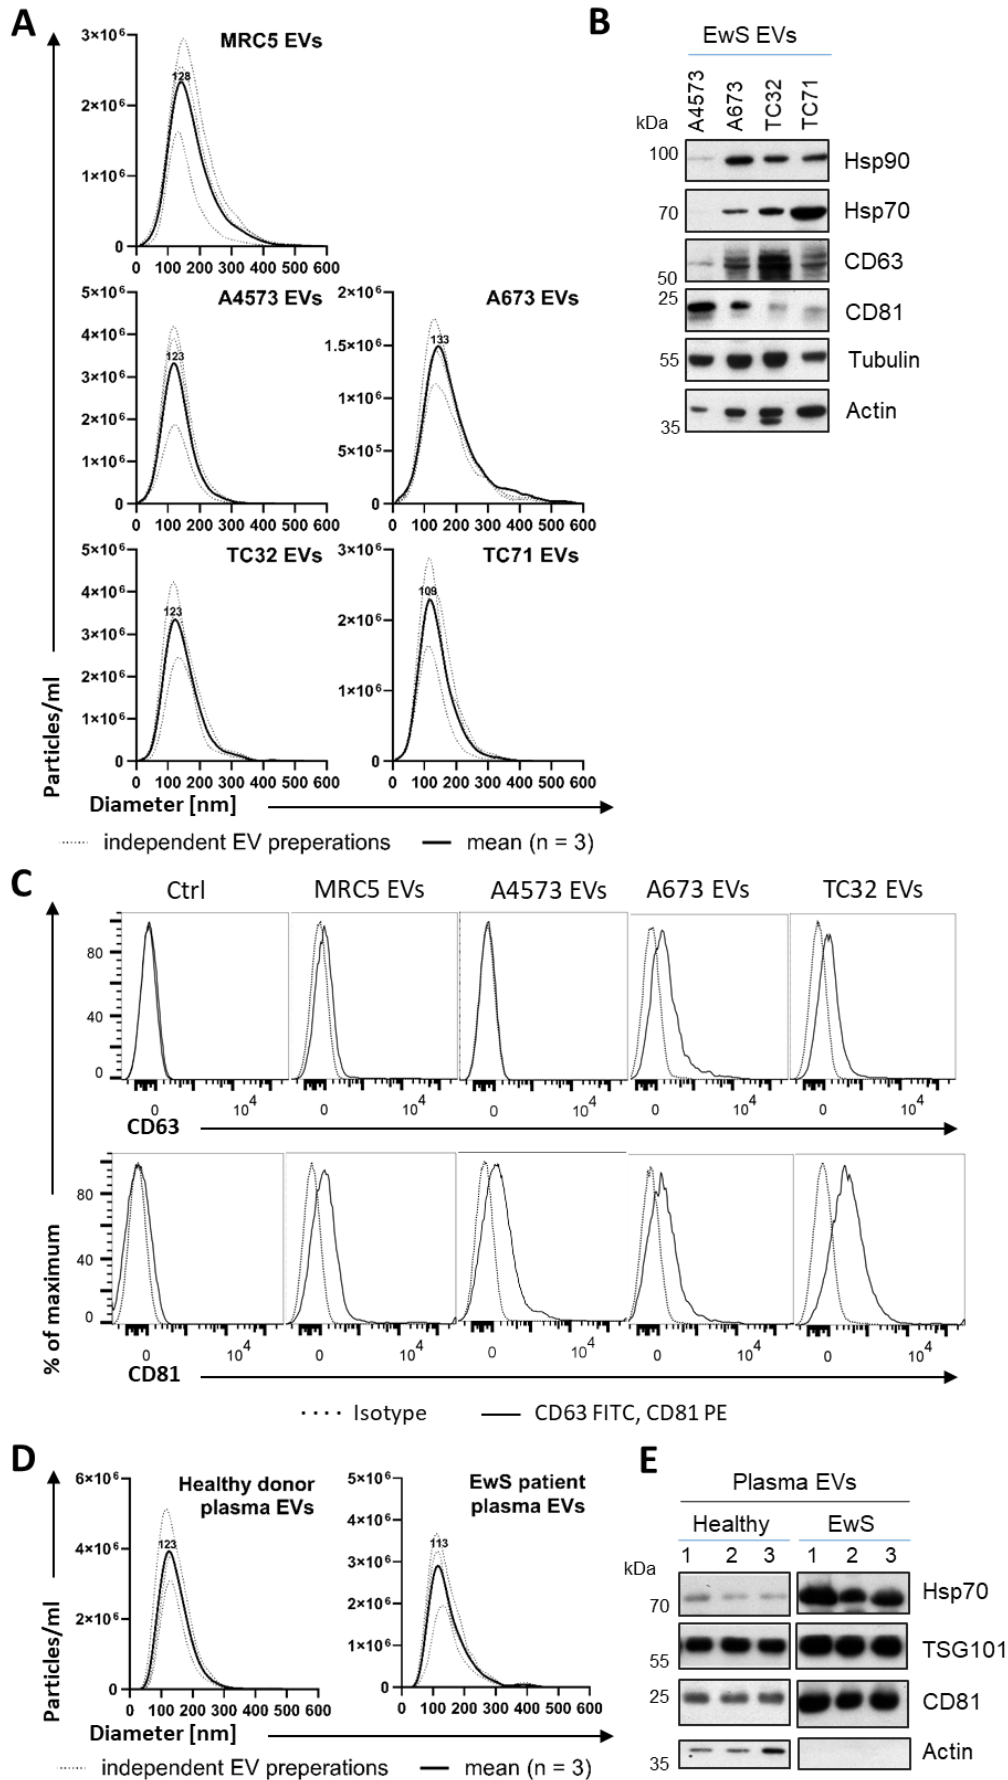 A
MRC5 EVs
3×10⁶
2×10⁶
1×10⁶
0
128
0 100 200 300 400 500 600
A4573 EVs
5×10⁶
4×10⁶
3×10⁶
2×10⁶
1×10⁶
0
123
0 100 200 300 400 500 600
A673 EVs
2×10⁶
1.5×10⁶
1×10⁶
5×10⁵
0
133
0 100 200 300 400 500 600
TC32 EVs
5×10⁶
4×10⁶
3×10⁶
2×10⁶
1×10⁶
0
123
0 100 200 300 400 500 600
TC71 EVs
3×10⁶
2×10⁶
1×10⁶
0
109
0 100 200 300 400 500 600
Particles/ml
Diameter [nm]
independent EV preperations mean (n = 3)
B
EwS EVs
A4573 A673 TC32 TC71
kDa
100 Hsp90
70 Hsp70
CD63
50
25
CD81
55 Tubulin
Actin
35
C
Ctrl MRC5 EVs A4573 EVs A673 EVs TC32 EVs
80
40
0
0 10⁴ 0 10⁴ 0 10⁴ 0 10⁴ 0 10⁴
CD63
80
40
0
0 10⁴ 0 10⁴ 0 10⁴ 0 10⁴ 0 10⁴
CD81
% of maximum
Isotype CD63 FITC, CD81 PE
D
Healthy donor
plasma EVs
6×10⁶
4×10⁶
2×10⁶
0
123
0 100 200 300 400 500 600
EwS patient
plasma EVs
5×10⁶
4×10⁶
3×10⁶
2×10⁶
1×10⁶
0
113
0 100 200 300 400 500 600
Particles/ml
Diameter [nm]
independent EV preperations mean (n = 3)
E
Plasma EVs
Healthy EwS
1 2 3 1 2 3
kDa
Hsp70
70
TSG101
55
25 CD81
Actin
35